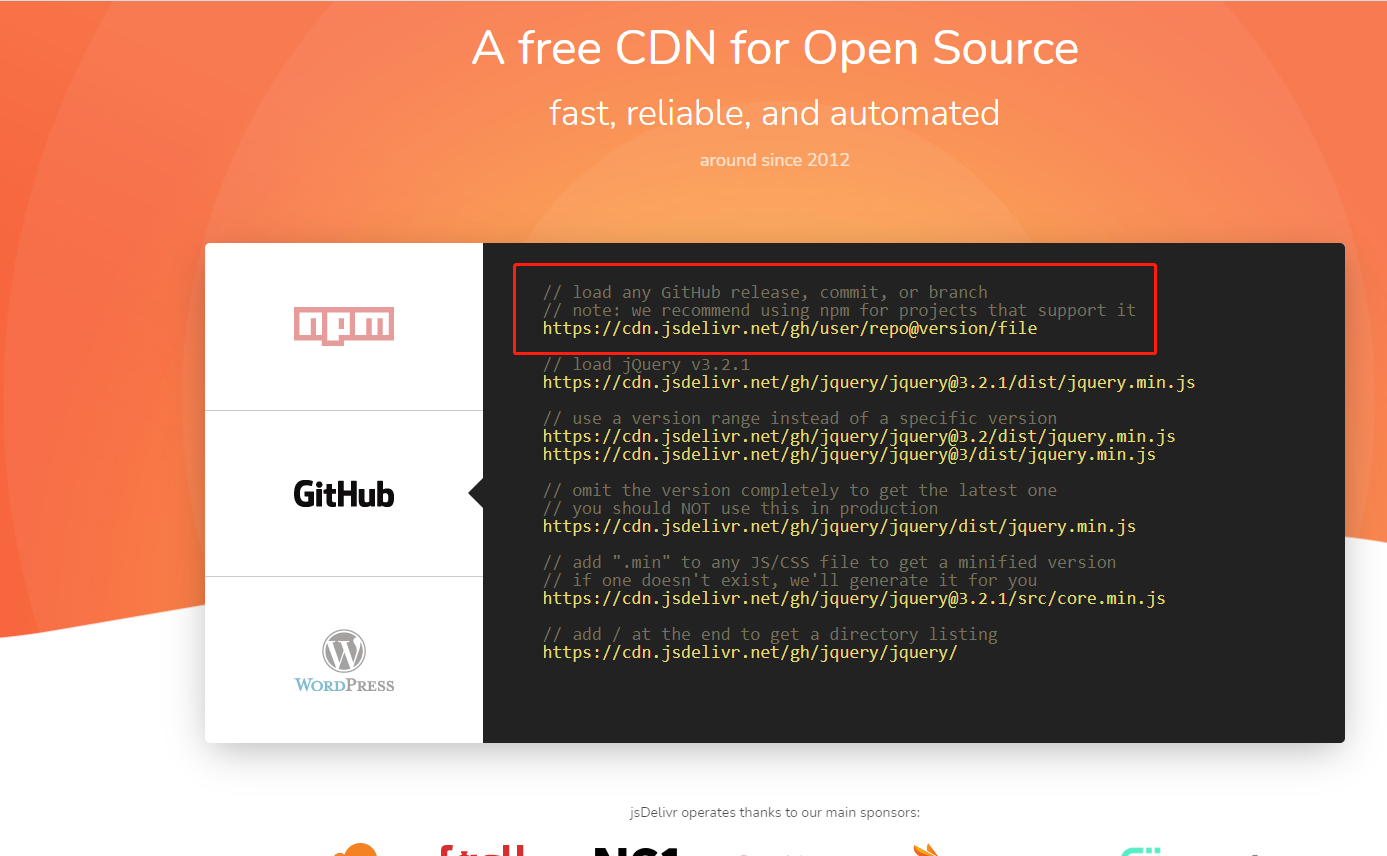 A free CDN for Open Source
fast, reliable, and automated
around since 2012
npm
GitHub
WORDPRESS
// load any GitHub release, commit, or branch
// note: we recommend using npm for projects that support it
https://cdn.jsdelivr.net/gh/user/repo@version/file
// load jQuery v3.2.1
https://cdn.jsdelivr.net/gh/jquery/jquery@3.2.1/dist/jquery.min.js
// use a version range instead of a specific version
https://cdn.jsdelivr.net/gh/jquery/jquery@3.2/dist/jquery.min.js
https://cdn.jsdelivr.net/gh/jquery/jquery@3/dist/jquery.min.js
// omit the version completely to get the latest one
// you should NOT use this in production
https://cdn.jsdelivr.net/gh/jquery/jquery/dist/jquery.min.js
// add ".min" to any JS/CSS file to get a minified version
// if one doesn't exist, we'll generate it for you
https://cdn.jsdelivr.net/gh/jquery/jquery@3.2.1/src/core.min.js
// add / at the end to get a directory listing
https://cdn.jsdelivr.net/gh/jquery/jquery/
jsDelivr operates thanks to our main sponsors:
NS1